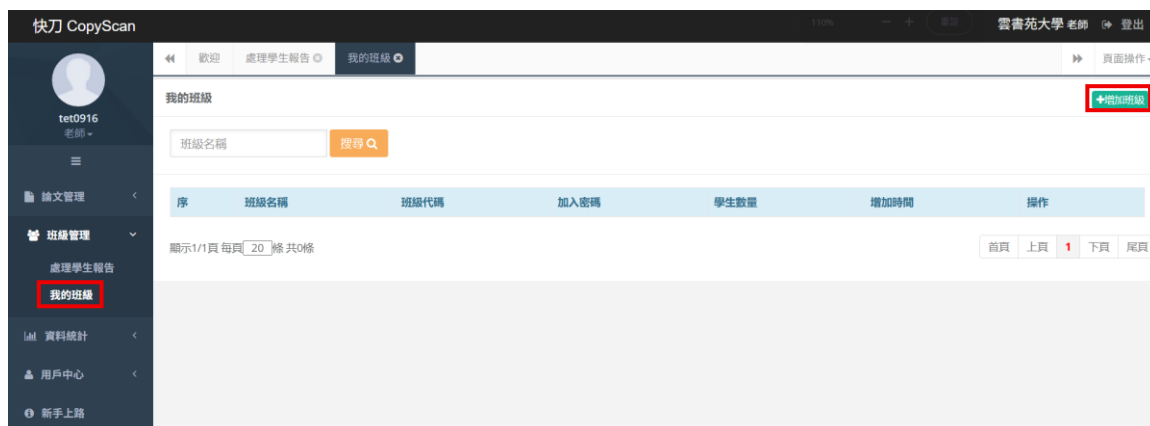 快刀 CopyScan
110%
重設
雲書苑大學 老師 登出
tet0916
老師
歡迎 處理學生報告 我的班級
頁面操作
我的班級
+增加班級
班級名稱
搜尋
論文管理
班級管理
處理學生報告
我的班級
資料統計
用戶中心
新手上路
序 班級名稱 班級代碼 加入密碼 學生數量 增加時間 操作
顯示1/1頁 每頁 20 條 共0條
首頁 上頁 1 下頁 尾頁